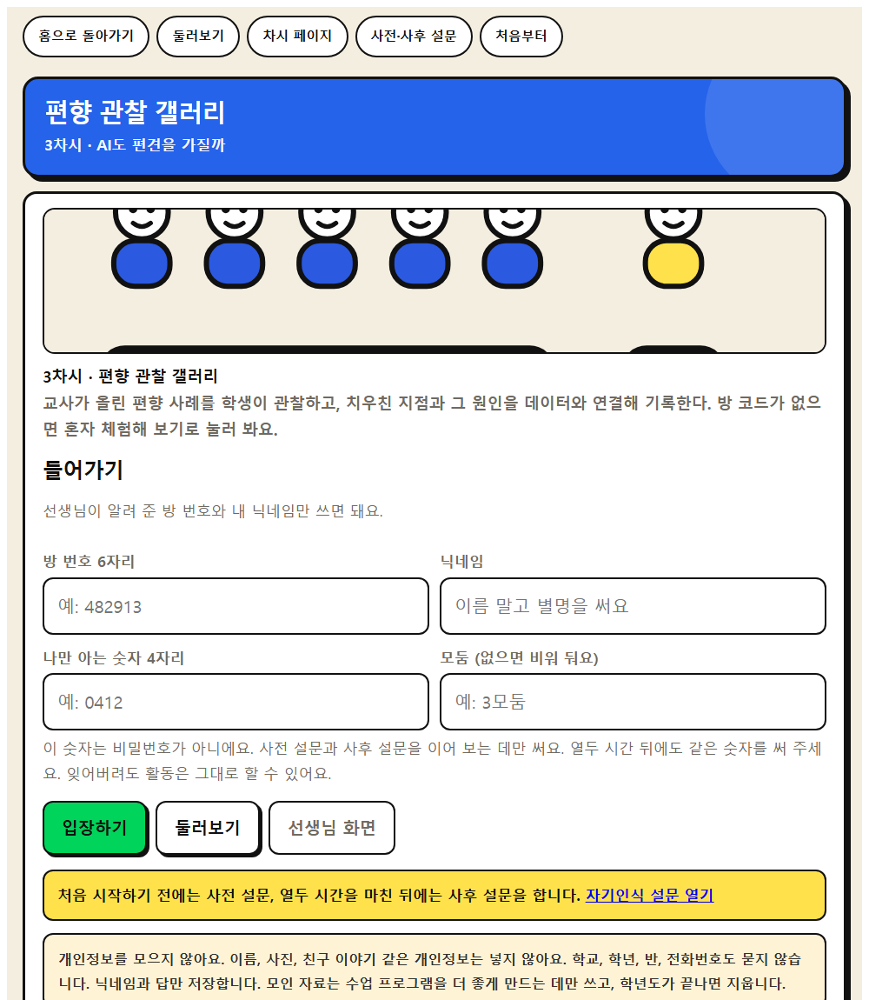 홈으로 돌아가기
둘러보기
차시 페이지
사전·사후 설문
처음부터
편향 관찰 갤러리
3차시 · AI도 편견을 가질까
3차시 · 편향 관찰 갤러리
교사가 올린 편향 사례를 학생이 관찰하고, 치우친 지점과 그 원인을 데이터와 연결해 기록한다. 방 코드가 없으
면 혼자 체험해 보기로 눌러 봐요.
들어가기
선생님이 알려 준 방 번호와 내 닉네임만 쓰면 돼요.
방 번호 6자리
닉네임
예: 482913
이름 말고 별명을 써요
나만 아는 숫자 4자리
모둠 (없으면 비워 둬요)
예: 0412
예: 3모둠
이 숫자는 비밀번호가 아니에요. 사전 설문과 사후 설문을 이어 보는 데만 써요. 열두 시간 뒤에도 같은 숫자를 써 주세
요. 잊어버려도 활동은 그대로 할 수 있어요.
입장하기
둘러보기
선생님 화면
처음 시작하기 전에는 사전 설문, 열두 시간을 마친 뒤에는 사후 설문을 합니다. 자기인식 설문 열기
개인정보를 모으지 않아요. 이름, 사진, 친구 이야기 같은 개인정보는 넣지 않아요. 학교, 학년, 반, 전화번호도 묻지 않습
니다. 닉네임과 답만 저장합니다. 모인 자료는 수업 프로그램을 더 좋게 만드는 데만 쓰고, 학년도가 끝나면 지웁니다.